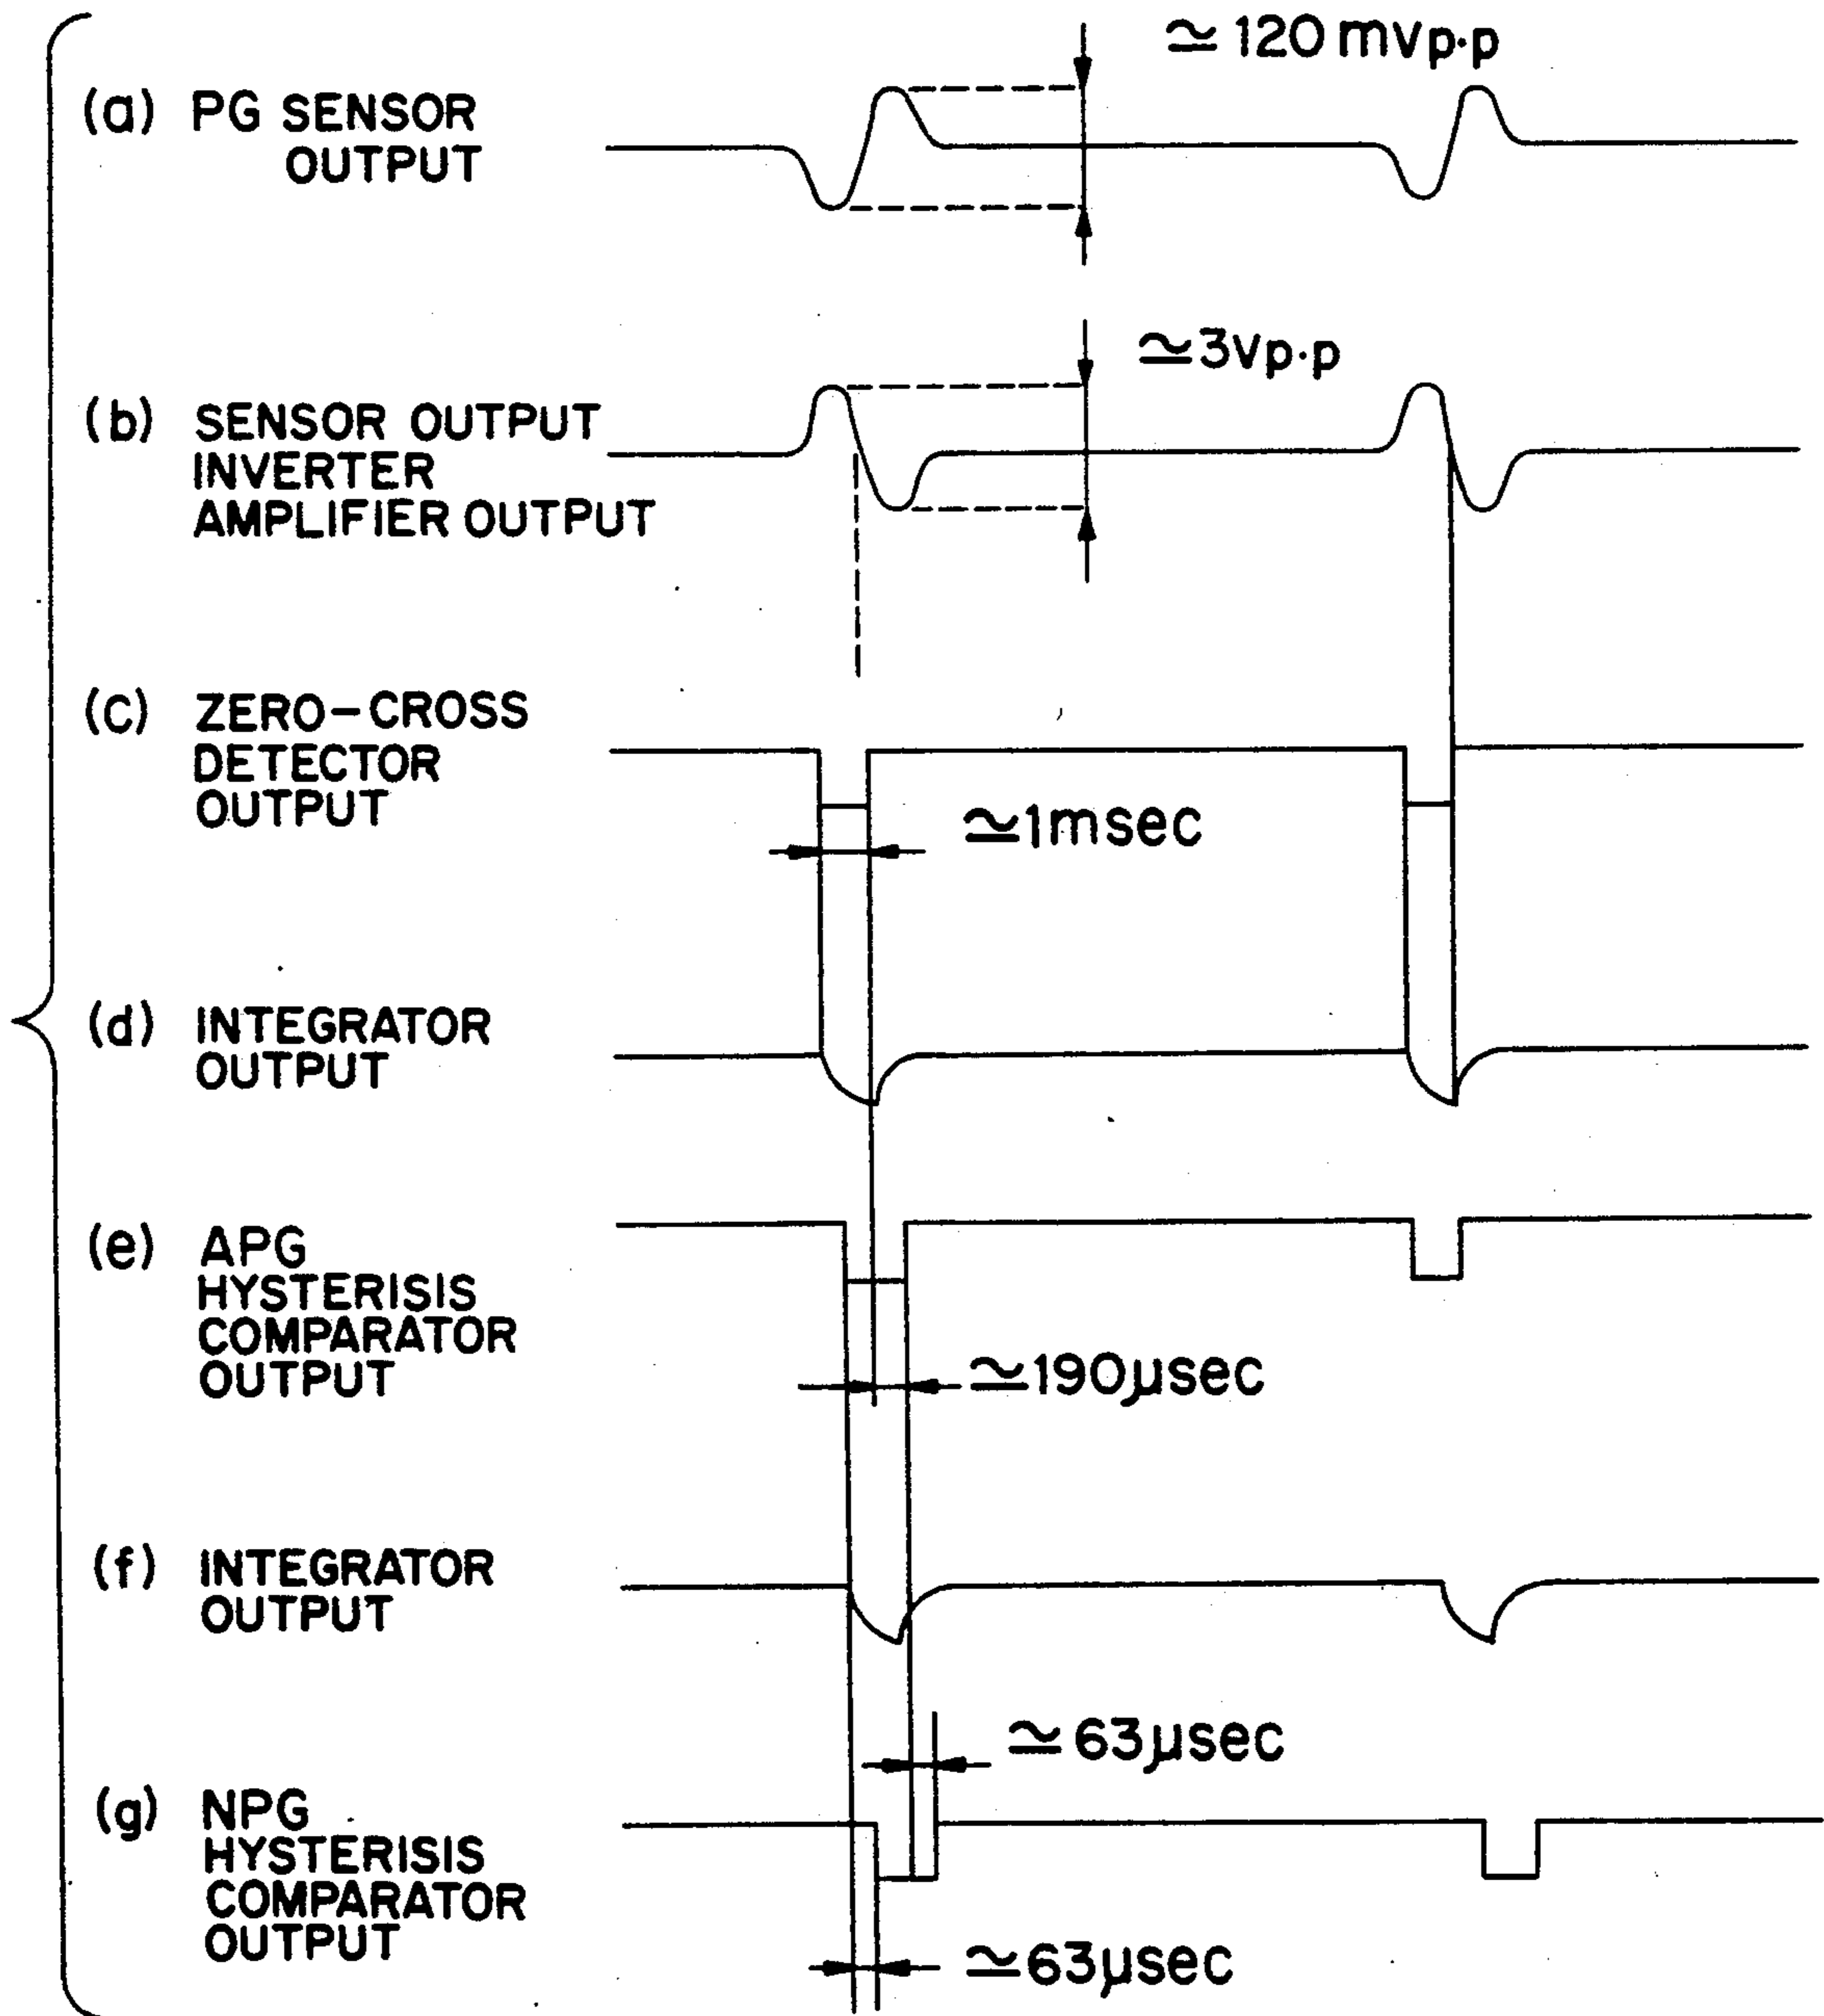 ≃ 120 mVp·p
(a) PG SENSOR
OUTPUT
≃3Vp·p
(b) SENSOR OUTPUT
INVERTER
AMPLIFIER OUTPUT
(c) ZERO-CROSS
DETECTOR
OUTPUT
≃1msec
(d) INTEGRATOR
OUTPUT
(e) APG
HYSTERISIS
COMPARATOR
OUTPUT
≃190μsec
(f) INTEGRATOR
OUTPUT
≃63μsec
(g) NPG
HYSTERISIS
COMPARATOR
OUTPUT
≃63μsec